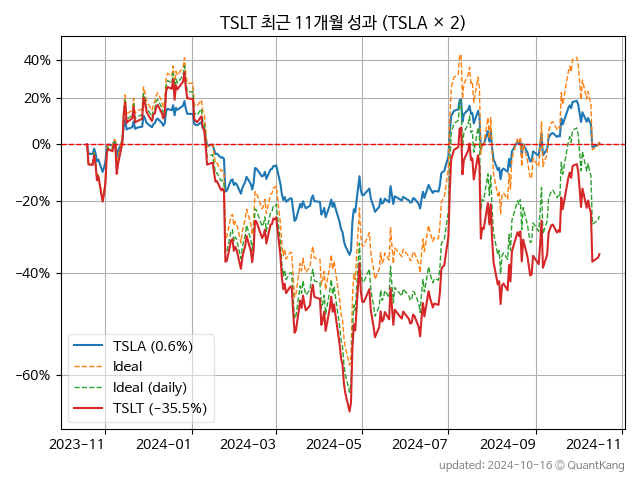 TSLT 최근 11개월 성과 (TSLA × 2)
40%
20%
0%
−20%
−40%
−60%
TSLA (0.6%)
Ideal
Ideal (daily)
TSLT (−35.5%)
2023−11 2024−01 2024−03 2024−05 2024−07 2024−09 2024−11
updated: 2024-10-16 © QuantKang